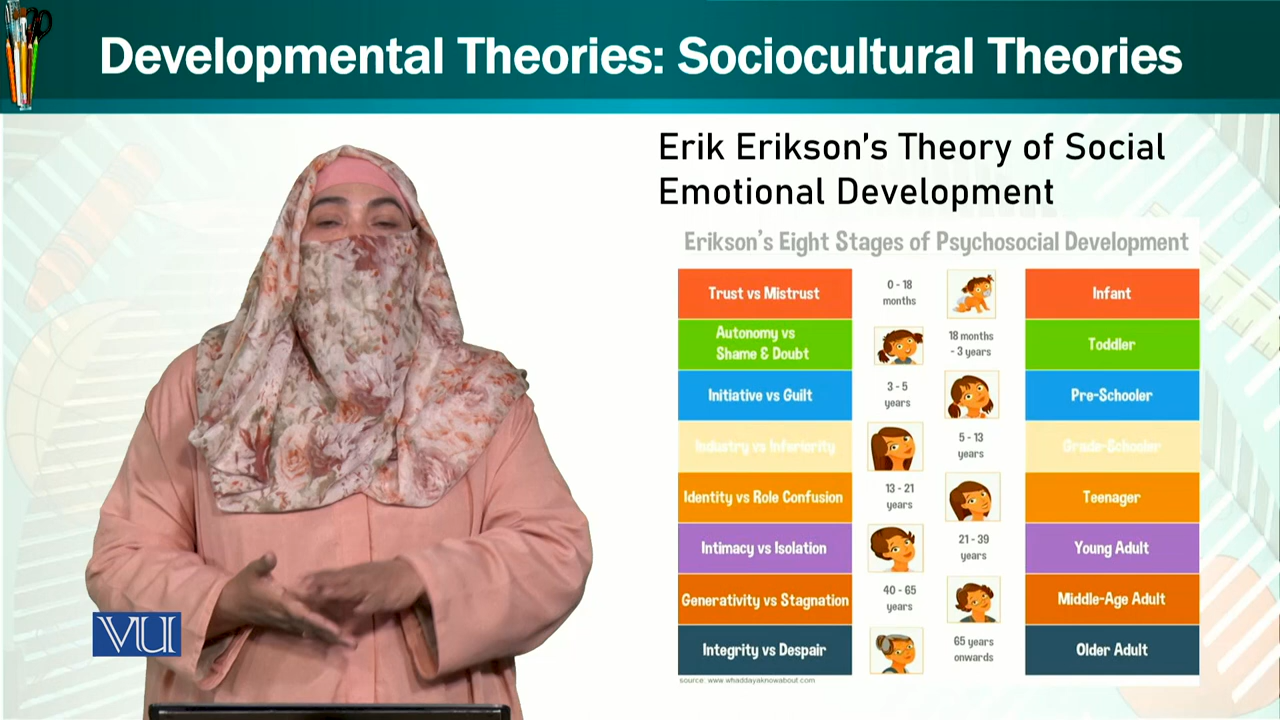 Developmental Theories: Sociocultural Theories
Erik Erikson's Theory of Social
Emotional Development
Erikson's Eight Stages of Psychosocial Development
Trust vs Mistrust
0 - 18
months
Infant
Autonomy vs
Shame & Doubt
18 months
- 3 years
Toddler
Initiative vs Guilt
3 - 5
years
Pre-Schooler
Industry vs Inferiority
5 - 13
years
Grade-Schooler
Identity vs Role Confusion
13 - 21
years
Teenager
Intimacy vs Isolation
21 - 39
years
Young Adult
Generativity vs Stagnation
40 - 65
years
Middle-Age Adult
Integrity vs Despair
65 years
onwards
Older Adult
source: www.whaddayaknowabout.com
VU